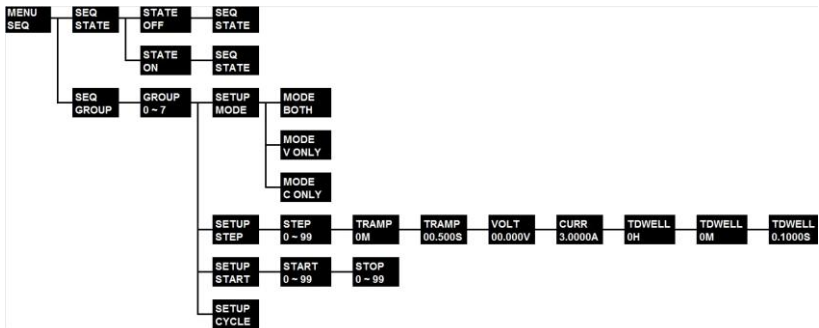 MENU
SEQ
SEQ
STATE
STATE
OFF
SEQ
STATE
STATE
ON
SEQ
STATE
SEQ
GROUP
GROUP
0 ~ 7
SETUP
MODE
MODE
BOTH
MODE
V ONLY
MODE
C ONLY
SETUP
STEP
STEP
0 ~ 99
TRAMP
0M
TRAMP
00.500S
VOLT
00.000V
CURR
3.0000A
TDWELL
0H
TDWELL
0M
TDWELL
0.1000S
SETUP
START
START
0 ~ 99
STOP
0 ~ 99
SETUP
CYCLE